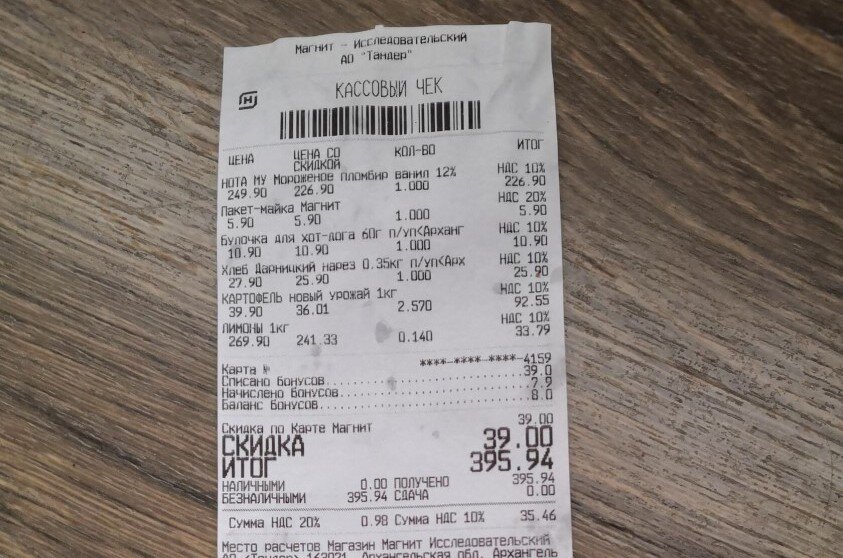 Магнит - Исследовательский
АО "Тандер"
КАССОВЫЙ ЧЕК
ЦЕНА ЦЕНА СО СКИДКОЙ КОЛ-ВО ИТОГ
НОТА МУ Мороженое Пломбир ванил 12% НДС 10%
249.90 226.90 1.000 226.90
Пакет-майка Магнит НДС 20%
5.90 5.90 1.000 5.90
Булочка для хот-дога 60г п/уп<Арханг НДС 10%
10.90 10.90 1.000 10.90
Хлеб Дарницкий нарез 0.35кг п/уп<Арх НДС 10%
27.90 25.90 1.000 25.90
КАРТОФЕЛЬ новый урожай 1кг НДС 10%
39.90 36.01 2.570 92.55
ЛИМОНЫ 1кг НДС 10%
269.90 241.33 0.140 33.79
Карта № ****-****-****-4159
Списано Бонусов 39.0
Начислено Бонусов 7.9
Баланс Бонусов 8.0
Скидка по Карте Магнит 39.00
СКИДКА 39.00
ИТОГ 395.94
НАЛИЧНЫМИ 0.00 ПОЛУЧЕНО 395.94
БЕЗНАЛИЧНЫМИ 395.94 СДАЧА 0.00
Сумма НДС 20% 0.98 Сумма НДС 10% 35.46
Место расчетов Магазин Магнит Исследовательский
АО "Тандер" 163021, Архангельская обл, Архангель